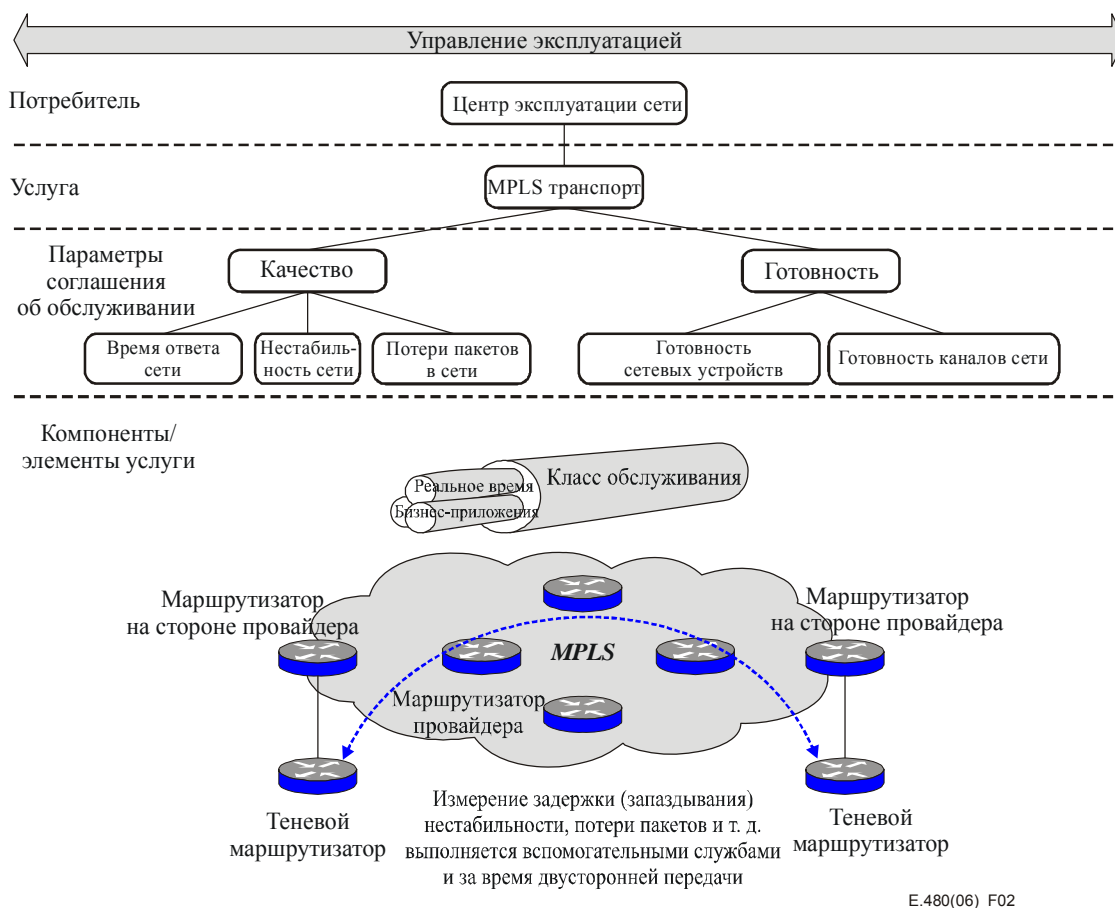 Управление эксплуатацией
Потребитель
Центр эксплуатации сети
Услуга
MPLS транспорт
Параметры
соглашения
об обслуживании
Качество
Готовность
Время ответа
сети
Нестабиль-
ность сети
Потери пакетов
в сети
Готовность
сетевых устройств
Готовность каналов сети
Компоненты/
элементы услуги
Класс обслуживания
Реальное время
Бизнес-приложения
Маршрутизатор
на стороне провайдера
Маршрутизатор
на стороне провайдера
MPLS
Маршрутизатор
провайдера
Теневой
маршрутизатор
Измерение задержки (запаздывания)
нестабильности, потери пакетов и т. д.
выполняется вспомогательными службами
и за время двусторонней передачи
Теневой
маршрутизатор
E.480(06)_F02